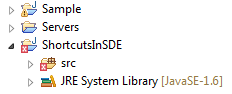 Sample
Servers
ShortcutsInSDE
src
JRE System Library [JavaSE-1.6]